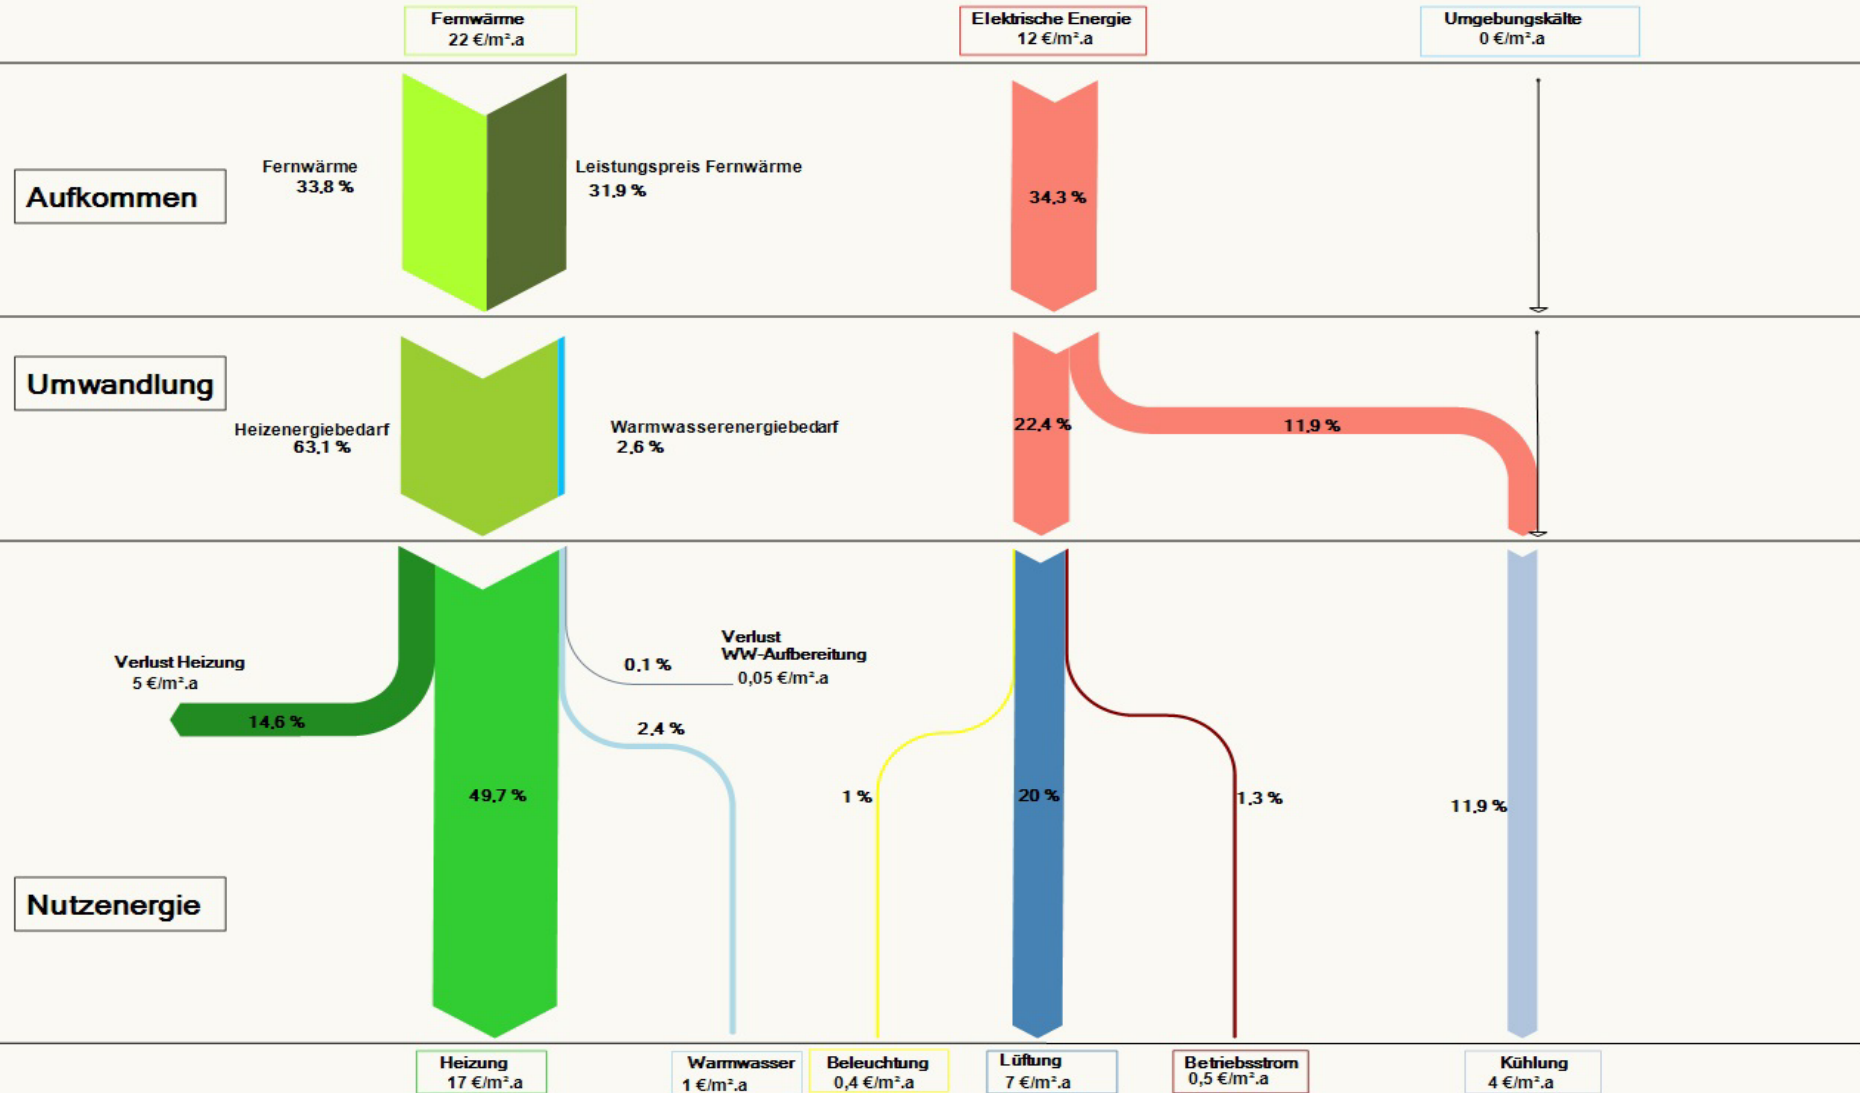 Fernwärme
22 €/m².a
Elektrische Energie
12 €/m².a
Umgebungskälte
0 €/m².a
Aufkommen
Fernwärme
33,8 %
Leistungspreis Fernwärme
31,9 %
34,3 %
Umwandlung
Heizenergiebedarf
63,1 %
Warmwasserenergiebedarf
2,6 %
22,4 %
11,9 %
Verlust Heizung
5 €/m².a
14,6 %
0,1 %
Verlust
WW-Aufbereitung
0,05 €/m².a
2,4 %
49,7 %
1 %
20 %
1,3 %
11,9 %
Nutzenergie
Heizung
17 €/m².a
Warmwasser
1 €/m².a
Beleuchtung
0,4 €/m².a
Lüftung
7 €/m².a
Betriebsstrom
0,5 €/m².a
Kühlung
4 €/m².a